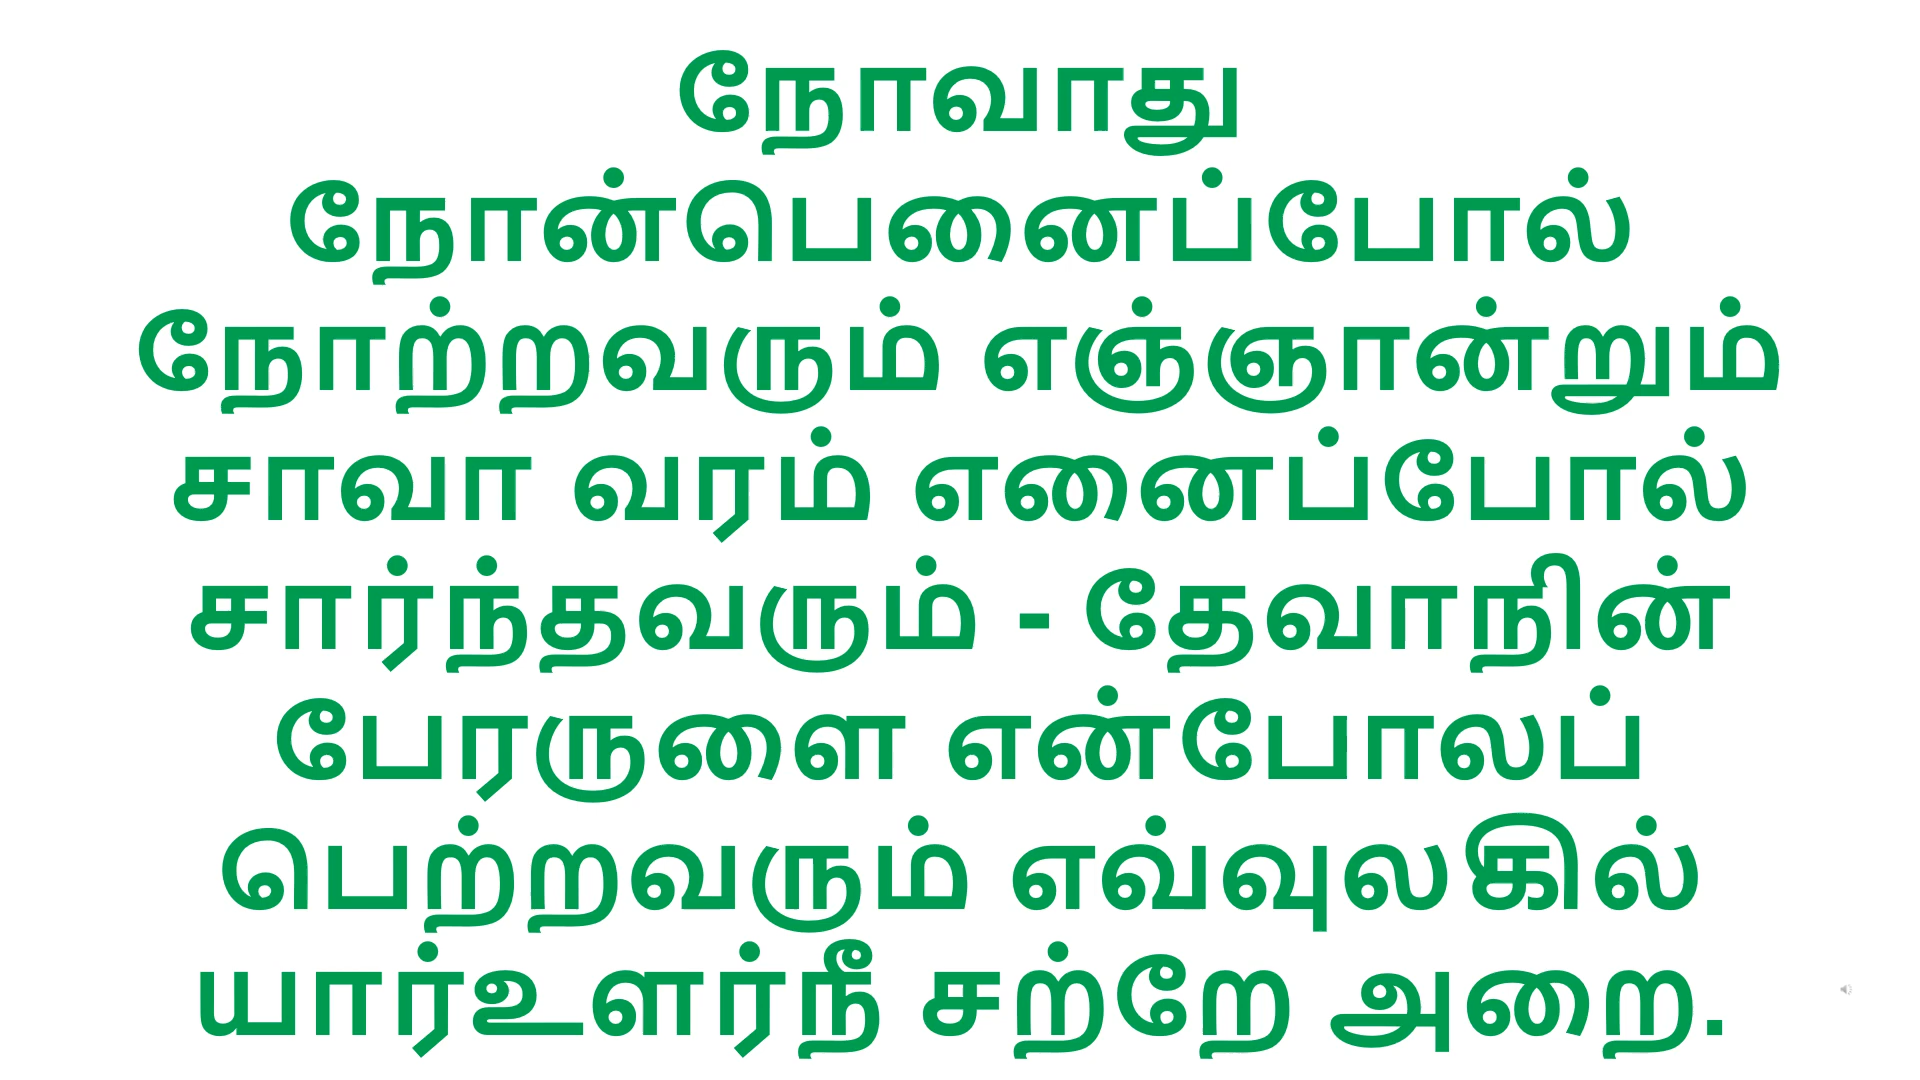 நோவாது
நோன்பெனைப்போல்
நோற்றவரும் எஞ்ஞான்றும்
சாவா வரம் எனைப்போல்
சார்ந்தவரும் - தேவாநின்
பேரருளை என்போலப்
பெற்றவரும் எவ்வுலகில்
யார்உளர்நீ சற்றே அறை.